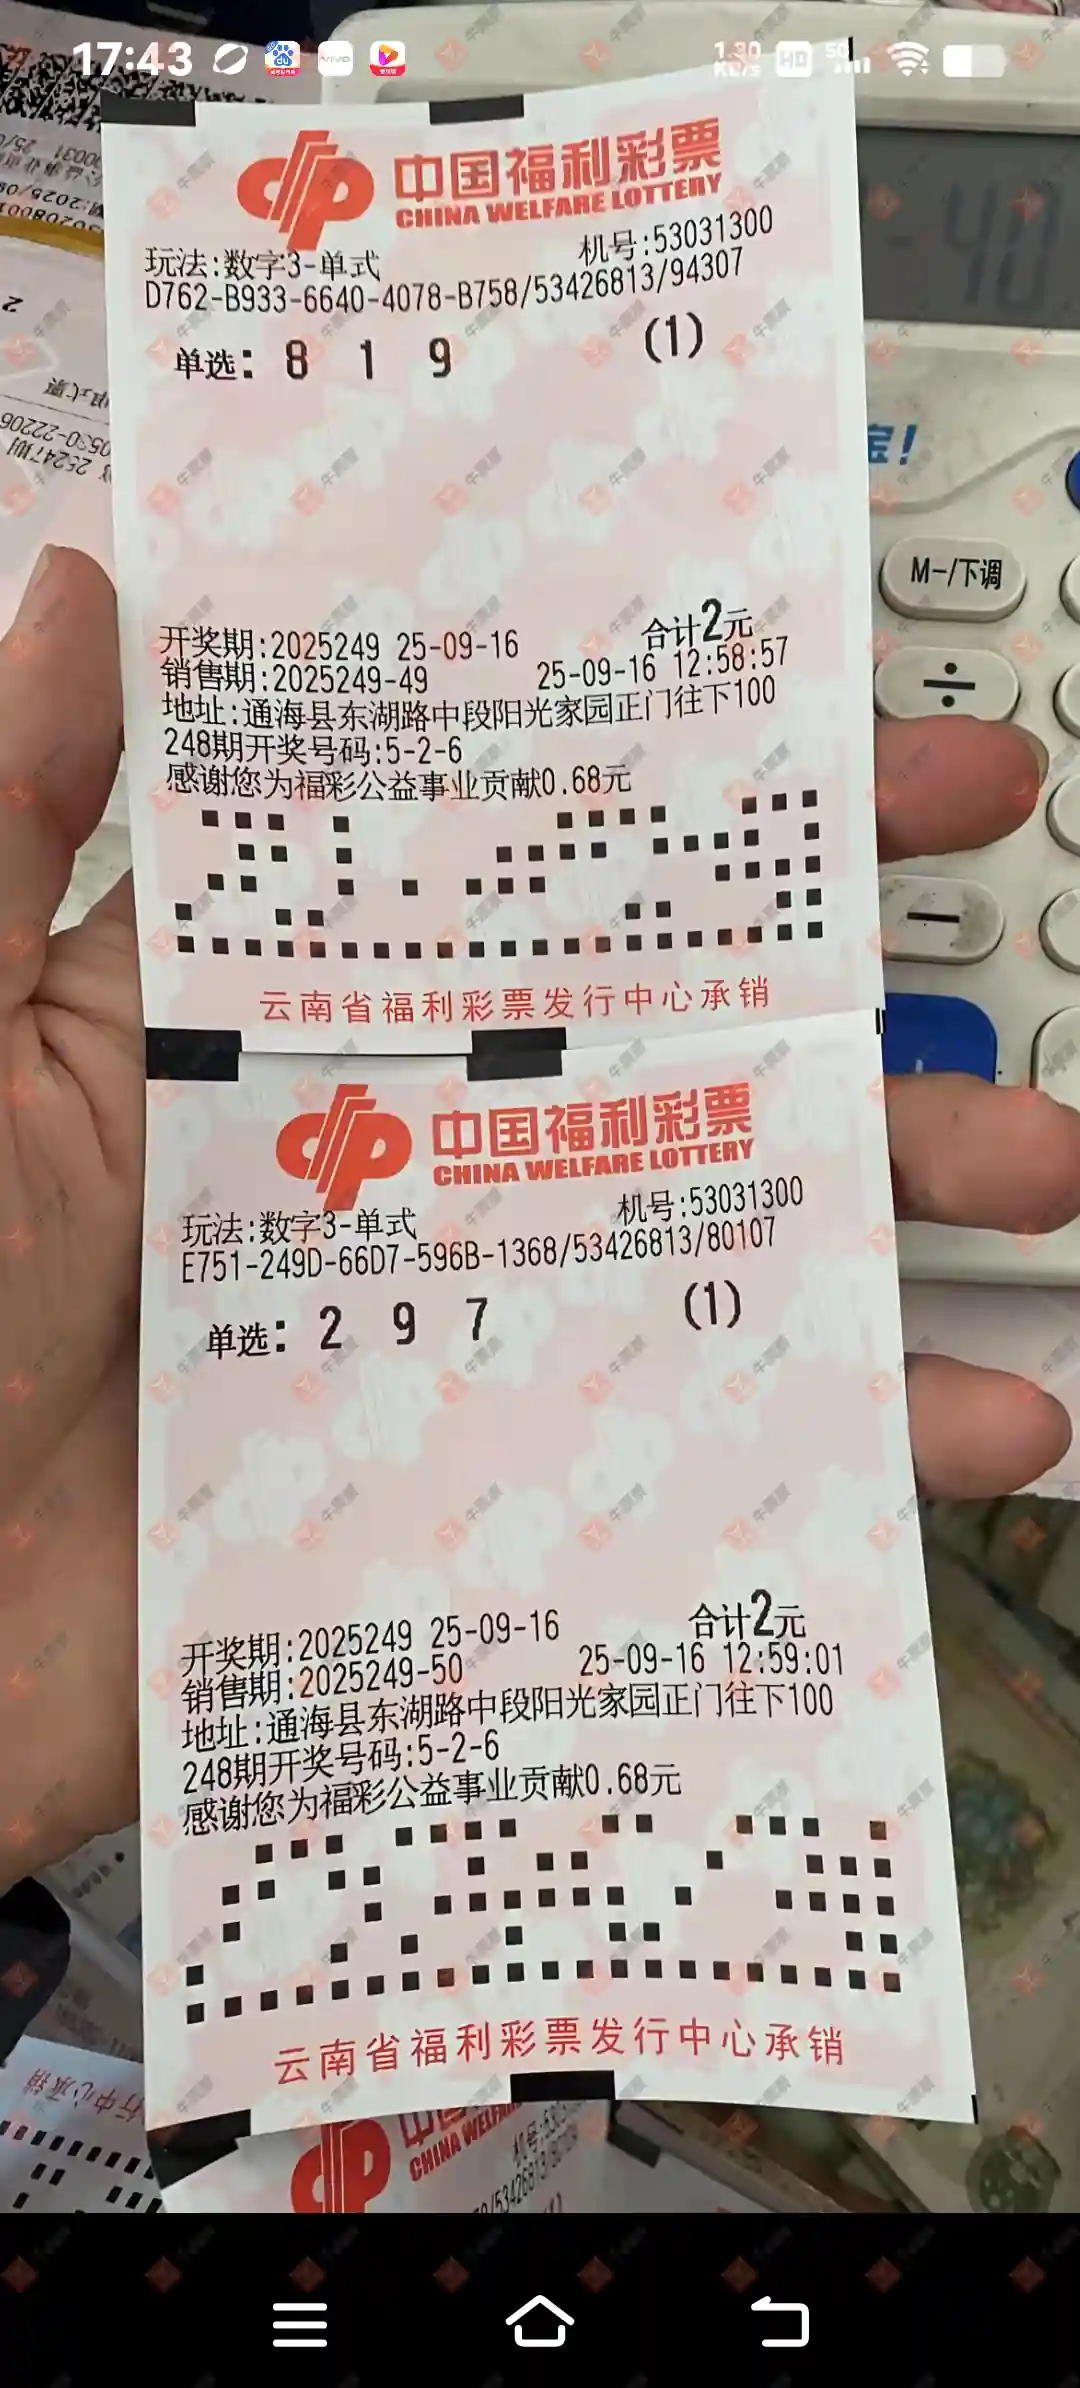 17:43
1.30 KB/s HD 5G
中国福利彩票
CHINA WELFARE LOTTERY
玩法:数字3-单式
机号:53031300
D762-B933-6640-4078-B758/53426813/94307
单选: 8 1 9 (1)
开奖期:2025249 25-09-16 合计2元
销售期:2025249-49 25-09-16 12:58:57
地址:通海县东湖路中段阳光家园正门往下100
248期开奖号码:5-2-6
感谢您为福彩公益事业贡献0.68元
云南省福利彩票发行中心承销
中国福利彩票
CHINA WELFARE LOTTERY
玩法:数字3-单式
机号:53031300
E751-249D-66D7-596B-1368/53426813/80107
单选: 2 9 7 (1)
开奖期:2025249 25-09-16 合计2元
销售期:2025249-50 25-09-16 12:59:01
地址:通海县东湖路中段阳光家园正门往下100
248期开奖号码:5-2-6
感谢您为福彩公益事业贡献0.68元
云南省福利彩票发行中心承销
宝!
M-/下调
÷
40
CHINA WELFA